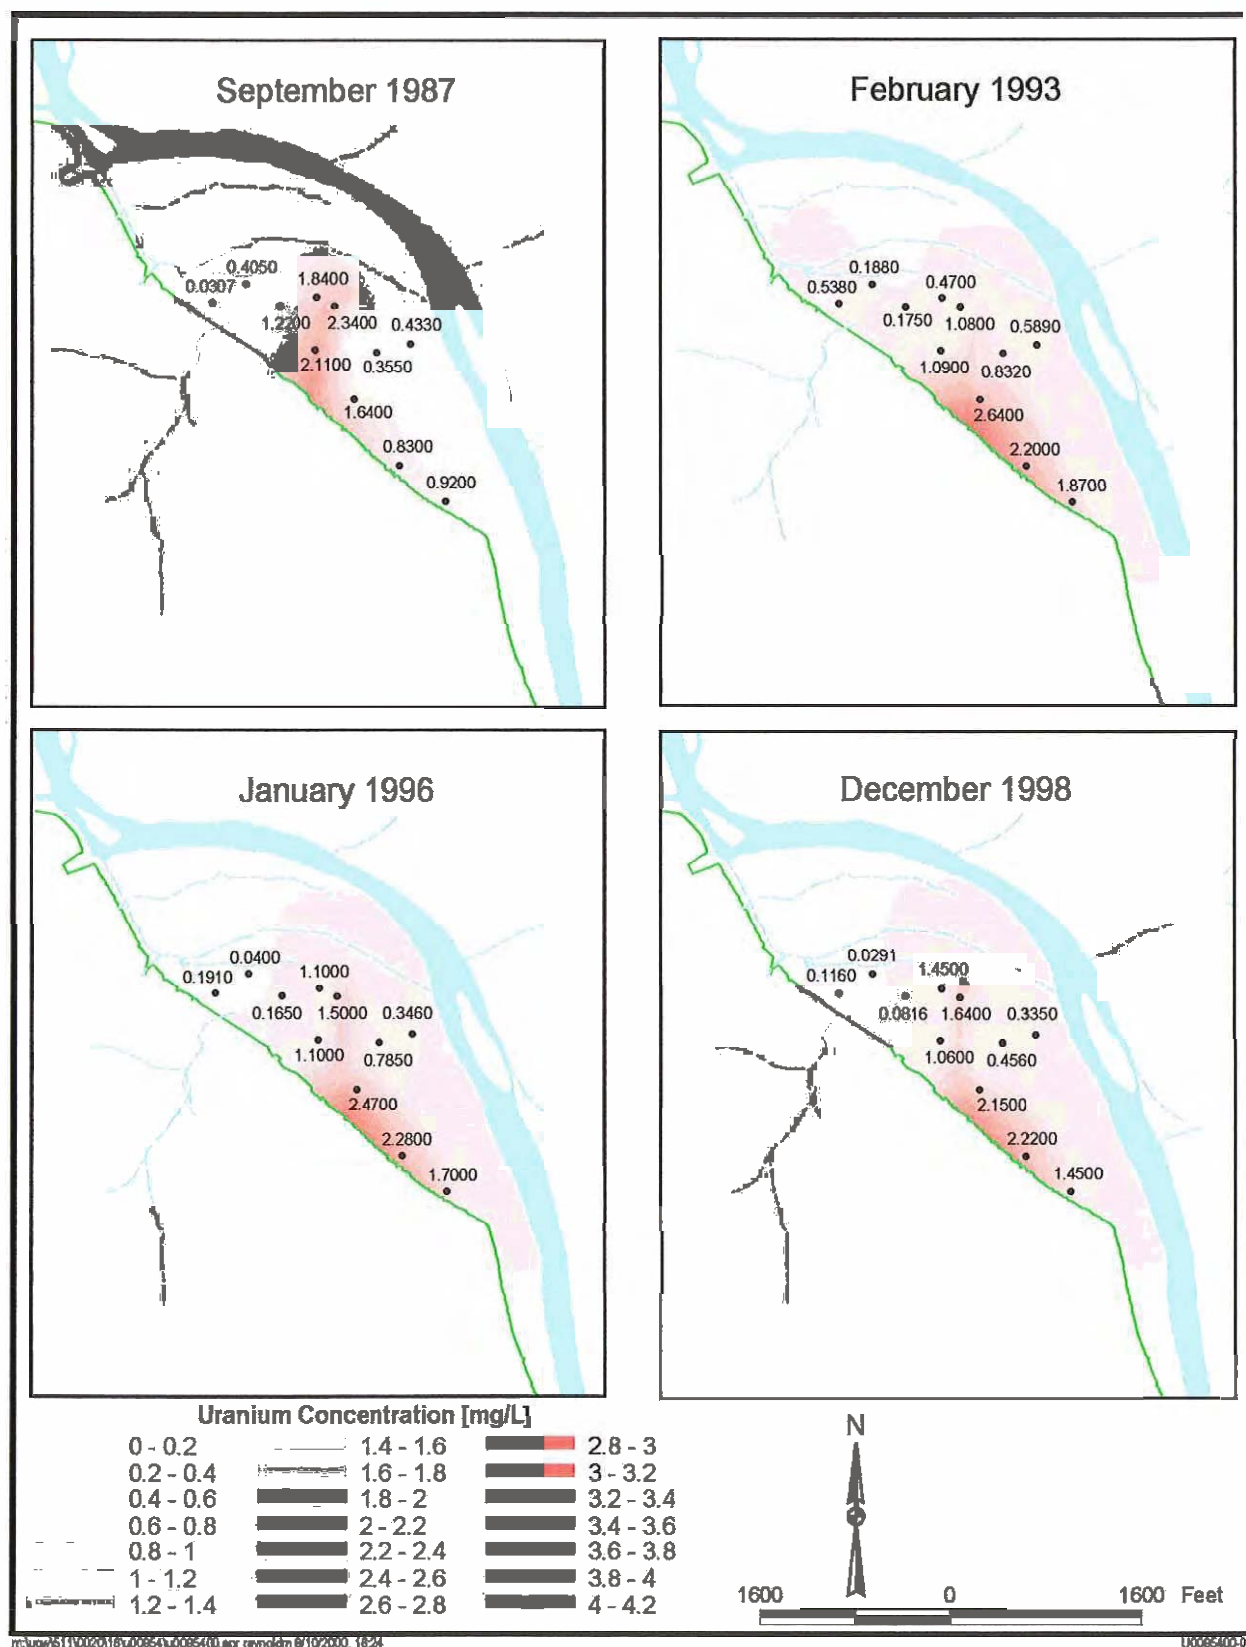 September 1987
0.4050
0.0307
1.8400
1.2200
2.3400
0.4330
2.1100
0.3550
1.6400
0.8300
0.9200
February 1993
0.1880
0.5380
0.4700
0.1750
1.0800
0.5890
1.0900
0.8320
2.6400
2.2000
1.8700
January 1996
0.0400
0.1910
1.1000
0.1650
1.5000
0.3460
1.1000
0.7850
2.4700
2.2800
1.7000
December 1998
0.0291
0.1160
1.4500
0.0816
1.6400
0.3350
1.0600
0.4560
2.1500
2.2200
1.4500
Uranium Concentration [mg/L]
0 - 0.2
0.2 - 0.4
0.4 - 0.6
0.6 - 0.8
0.8 - 1
1 - 1.2
1.2 - 1.4
1.4 - 1.6
1.6 - 1.8
1.8 - 2
2 - 2.2
2.2 - 2.4
2.4 - 2.6
2.6 - 2.8
2.8 - 3
3 - 3.2
3.2 - 3.4
3.4 - 3.6
3.6 - 3.8
3.8 - 4
4 - 4.2
N
1600 0 1600 Feet